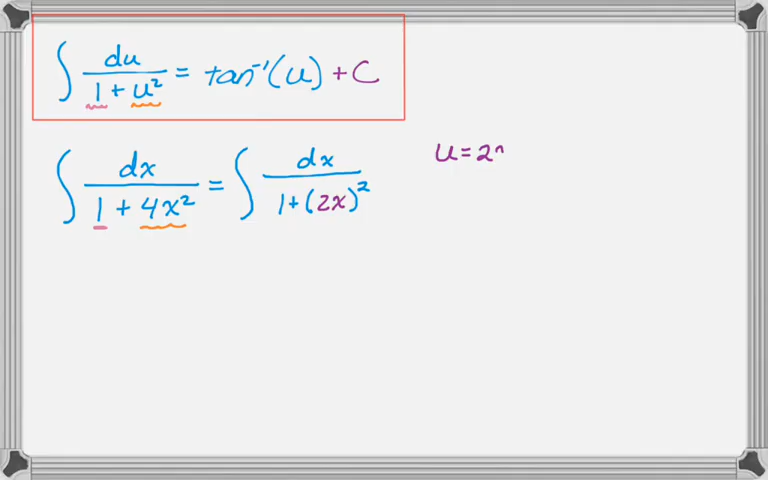 ∫ du / (1 + u²) = tan⁻¹(u) + C
∫ dx / (1 + 4x²) = ∫ dx / (1 + (2x)²)
u = 2